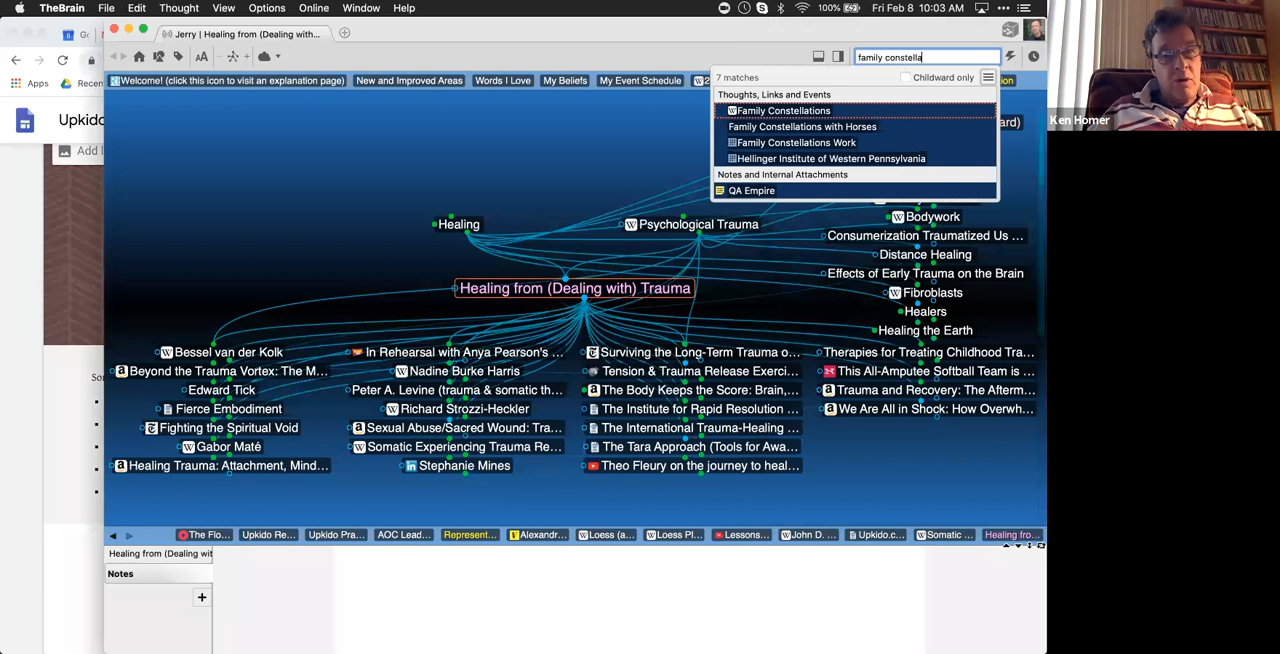 TheBrain File Edit Thought View Options Online Window Help
100% Fri Feb 8 10:03 AM
Jerry | Healing from (Dealing with)...
family constella
7 matches Childward only
Thoughts, Links and Events
Family Constellations
Family Constellations with Horses
Family Constellations Work
Hellinger Institute of Western Pennsylvania
Notes and Internal Attachments
QA Empire
Welcome! (click this icon to visit an explanation page) New and Improved Areas Words I Love My Beliefs My Event Schedule
Apps Recen
Upkido
Add
Ken Homer
Healing
Psychological Trauma
Bodywork
Consumerization Traumatized Us ...
Distance Healing
Effects of Early Trauma on the Brain
Healing from (Dealing with) Trauma
Fibroblasts
Healers
Healing the Earth
Bessel van der Kolk
In Rehearsal with Anya Pearson's ...
Surviving the Long-Term Trauma o...
Therapies for Treating Childhood Tra...
Beyond the Trauma Vortex: The M...
Nadine Burke Harris
Tension & Trauma Release Exerci...
This All-Amputee Softball Team is ...
Edward Tick
Peter A. Levine (trauma & somatic th...
The Body Keeps the Score: Brain,...
Trauma and Recovery: The Afterm...
Fierce Embodiment
Richard Strozzi-Heckler
The Institute for Rapid Resolution ...
We Are All in Shock: How Overwh...
Fighting the Spiritual Void
Sexual Abuse/Sacred Wound: Tra...
The International Trauma-Healing ...
Gabor Maté
Somatic Experiencing Trauma Re...
The Tara Approach (Tools for Awa...
Healing Trauma: Attachment, Mind...
Stephanie Mines
Theo Fleury on the journey to heal...
The Flo... Upkido Re... Upkido Pra... AOC Lead... Represent... Alexandr... Loess (a... Loess Pl... Lessons... John D. ... Upkido.c... Somatic ... Healing fro...
Healing from (Dealing wit
Notes